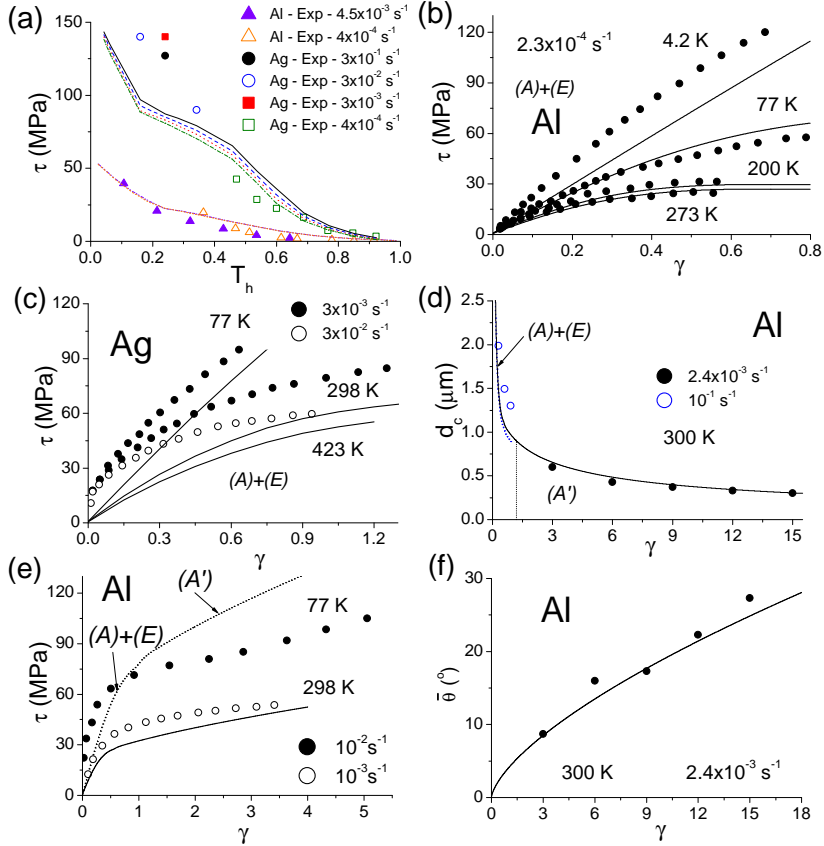 (a)
Al - Exp - 4.5x10⁻³ s⁻¹
Al - Exp - 4x10⁻⁴ s⁻¹
Ag - Exp - 3x10⁻¹ s⁻¹
Ag - Exp - 3x10⁻² s⁻¹
Ag - Exp - 3x10⁻³ s⁻¹
Ag - Exp - 4x10⁻⁴ s⁻¹
τ (MPa)
150
100
50
0
0.0 0.2 0.4 0.6 0.8 1.0
T_h
(b)
2.3x10⁻⁴ s⁻¹
4.2 K
(A)+(E)
Al
77 K
200 K
273 K
τ (MPa)
120
90
60
30
0
0.0 0.2 0.4 0.6 0.8
γ
(c)
Ag
3x10⁻³ s⁻¹
3x10⁻² s⁻¹
77 K
298 K
423 K
(A)+(E)
τ (MPa)
120
90
60
30
0
0.0 0.3 0.6 0.9 1.2
γ
(d)
Al
(A)+(E)
2.4x10⁻³ s⁻¹
10⁻¹ s⁻¹
300 K
(A')
d_c (μm)
2.5
2.0
1.5
1.0
0.5
0.0
0 3 6 9 12 15
γ
(e)
Al
(A')
77 K
(A)+(E)
298 K
10⁻² s⁻¹
10⁻³ s⁻¹
τ (MPa)
120
90
60
30
0
0 1 2 3 4 5
γ
(f)
Al
300 K
2.4x10⁻³ s⁻¹
θ̄ (°)
30
20
10
0
0 3 6 9 12 15 18
γ